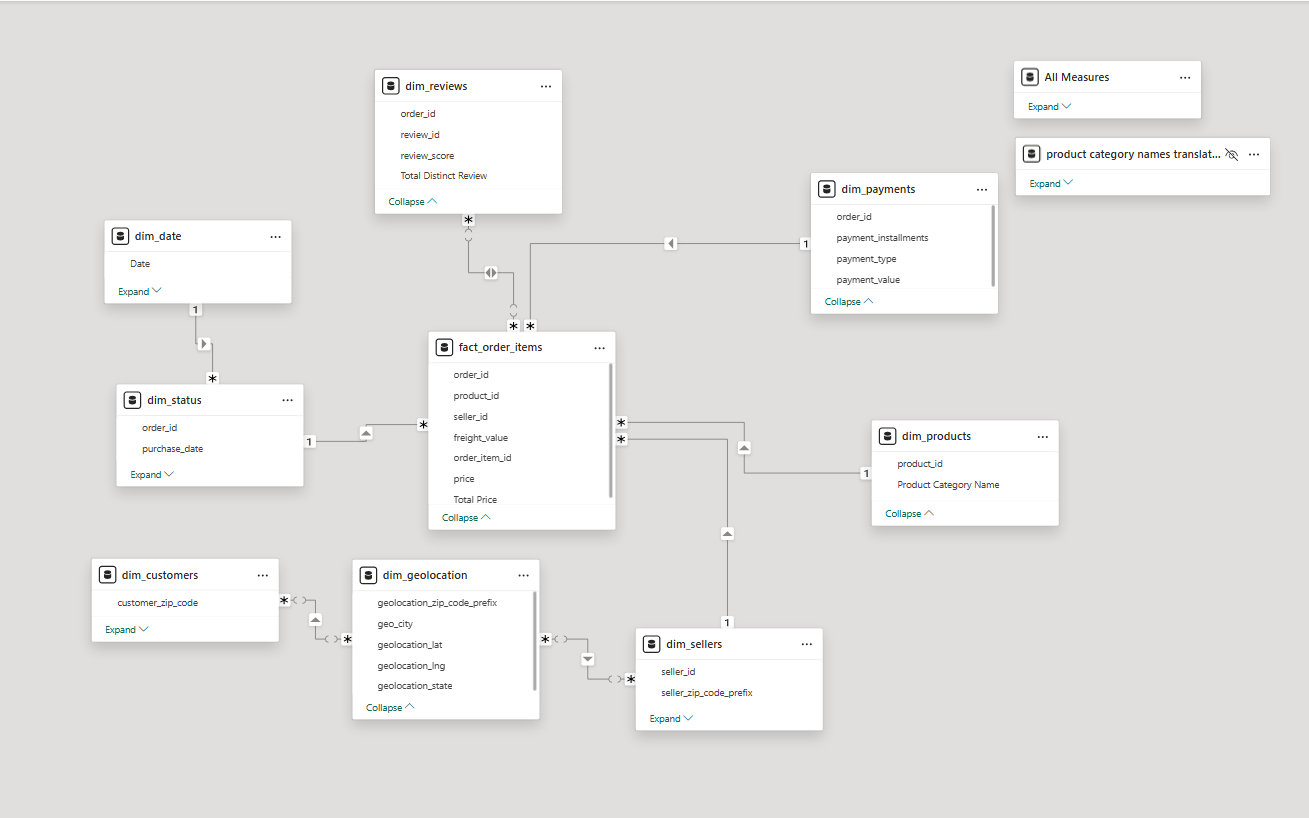 dim_reviews
order_id
review_id
review_score
Total Distinct Review
Collapse
All Measures
Expand
product category names translat...
Expand
dim_payments
order_id
payment_installments
payment_type
payment_value
Collapse
1
*
dim_date
Date
Expand
1
*
* *
fact_order_items
order_id
product_id
seller_id
freight_value
order_item_id
price
Total Price
Collapse
dim_status
order_id
purchase_date
Expand
1
*
*
*
dim_products
product_id
Product Category Name
Collapse
1
dim_customers
customer_zip_code
Expand
*
*
dim_geolocation
geolocation_zip_code_prefix
geo_city
geolocation_lat
geolocation_lng
geolocation_state
Collapse
*
*
1
dim_sellers
seller_id
seller_zip_code_prefix
Expand